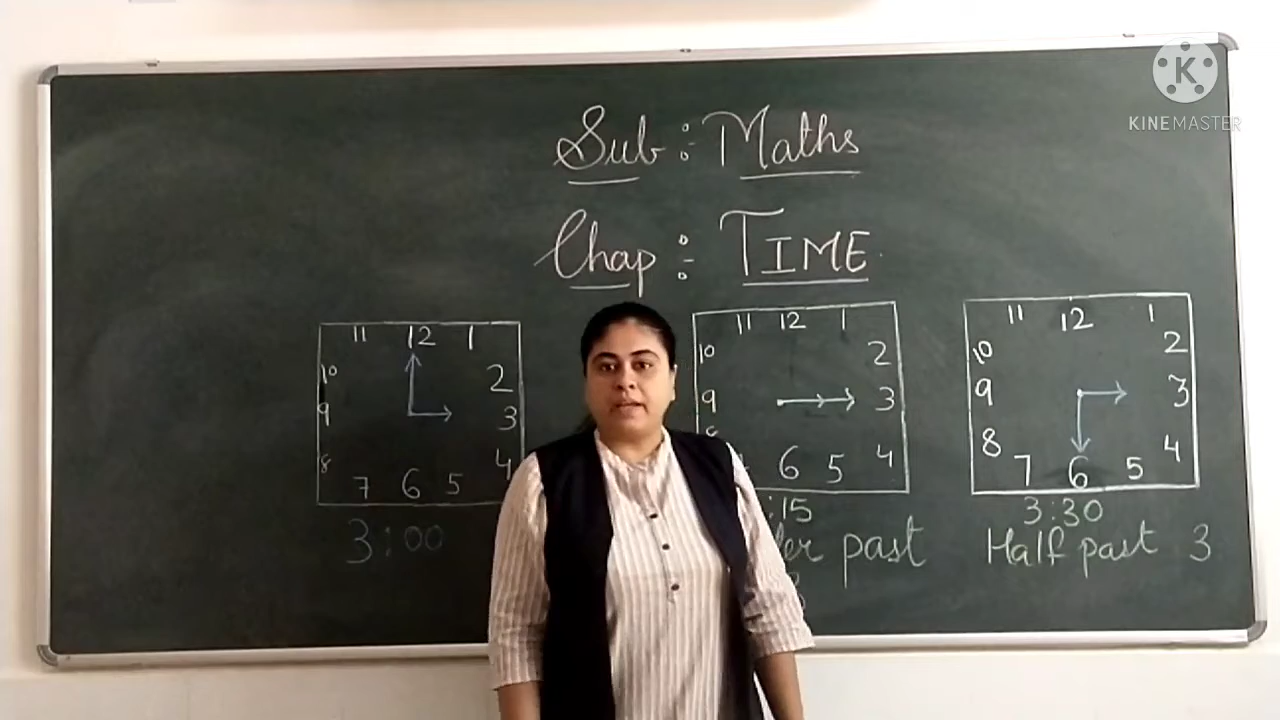 K
KINEMASTER
Sub : Maths
Chap : TIME
11 12 1
10 2
9 3
8 4
7 6 5
3:00
11 12 1
10 2
9 3
4
6 5
:15
past
11 12 1
10 2
9 3
8 4
7 6 5
3:30
Half past 3